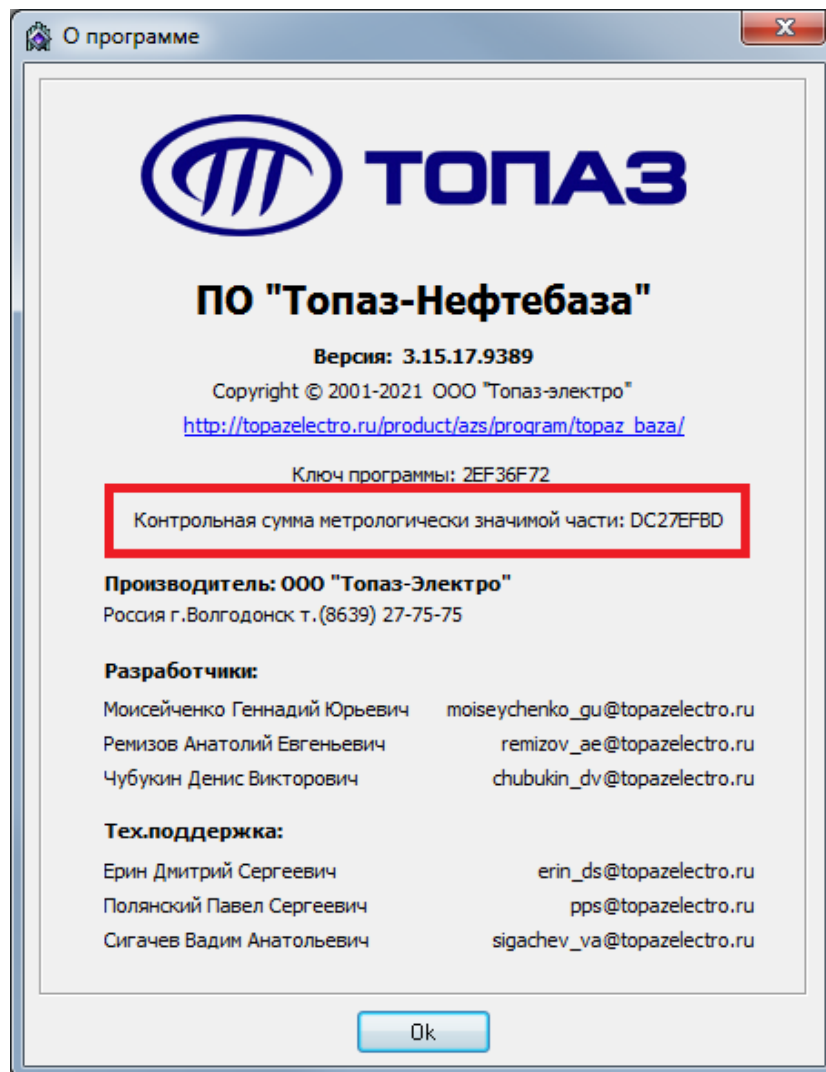 О программе
ТОПАЗ
ПО "Топаз-Нефтебаза"
Версия: 3.15.17.9389
Copyright © 2001-2021 ООО "Топаз-электро"
http://topazelectro.ru/product/azs/program/topaz_baza/
Ключ программы: 2EF36F72
Контрольная сумма метрологически значимой части: DC27EFBD
Производитель: ООО "Топаз-Электро"
Россия г.Волгодонск т.(8639) 27-75-75
Разработчики:
Моисейченко Геннадий Юрьевич moiseychenko_gu@topazelectro.ru
Ремизов Анатолий Евгеньевич remizov_ae@topazelectro.ru
Чубукин Денис Викторович chubukin_dv@topazelectro.ru
Тех.поддержка:
Ерин Дмитрий Сергеевич erin_ds@topazelectro.ru
Полянский Павел Сергеевич pps@topazelectro.ru
Сигачев Вадим Анатольевич sigachev_va@topazelectro.ru
Ok